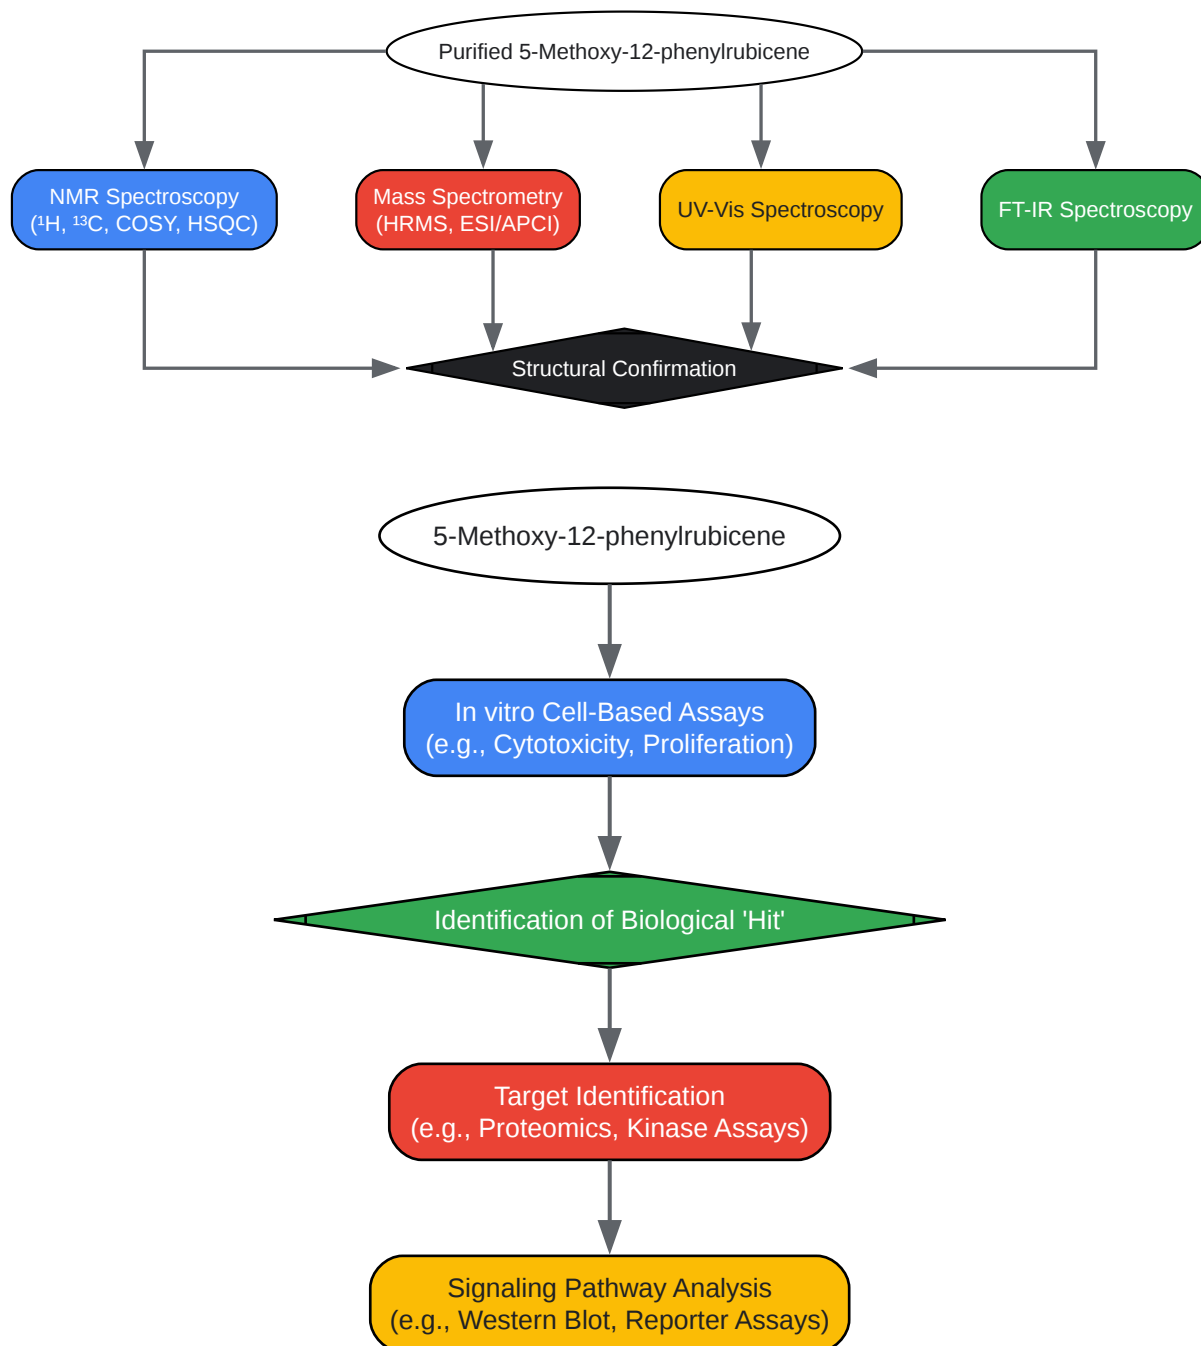 Purified 5-Methoxy-12-phenylrubicene
NMR Spectroscopy
(¹H, ¹³C, COSY, HSQC)
Mass Spectrometry
(HRMS, ESI/APCI)
UV-Vis Spectroscopy
FT-IR Spectroscopy
Structural Confirmation
5-Methoxy-12-phenylrubicene
In vitro Cell-Based Assays
(e.g., Cytotoxicity, Proliferation)
Identification of Biological 'Hit'
Target Identification
(e.g., Proteomics, Kinase Assays)
Signaling Pathway Analysis
(e.g., Western Blot, Reporter Assays)